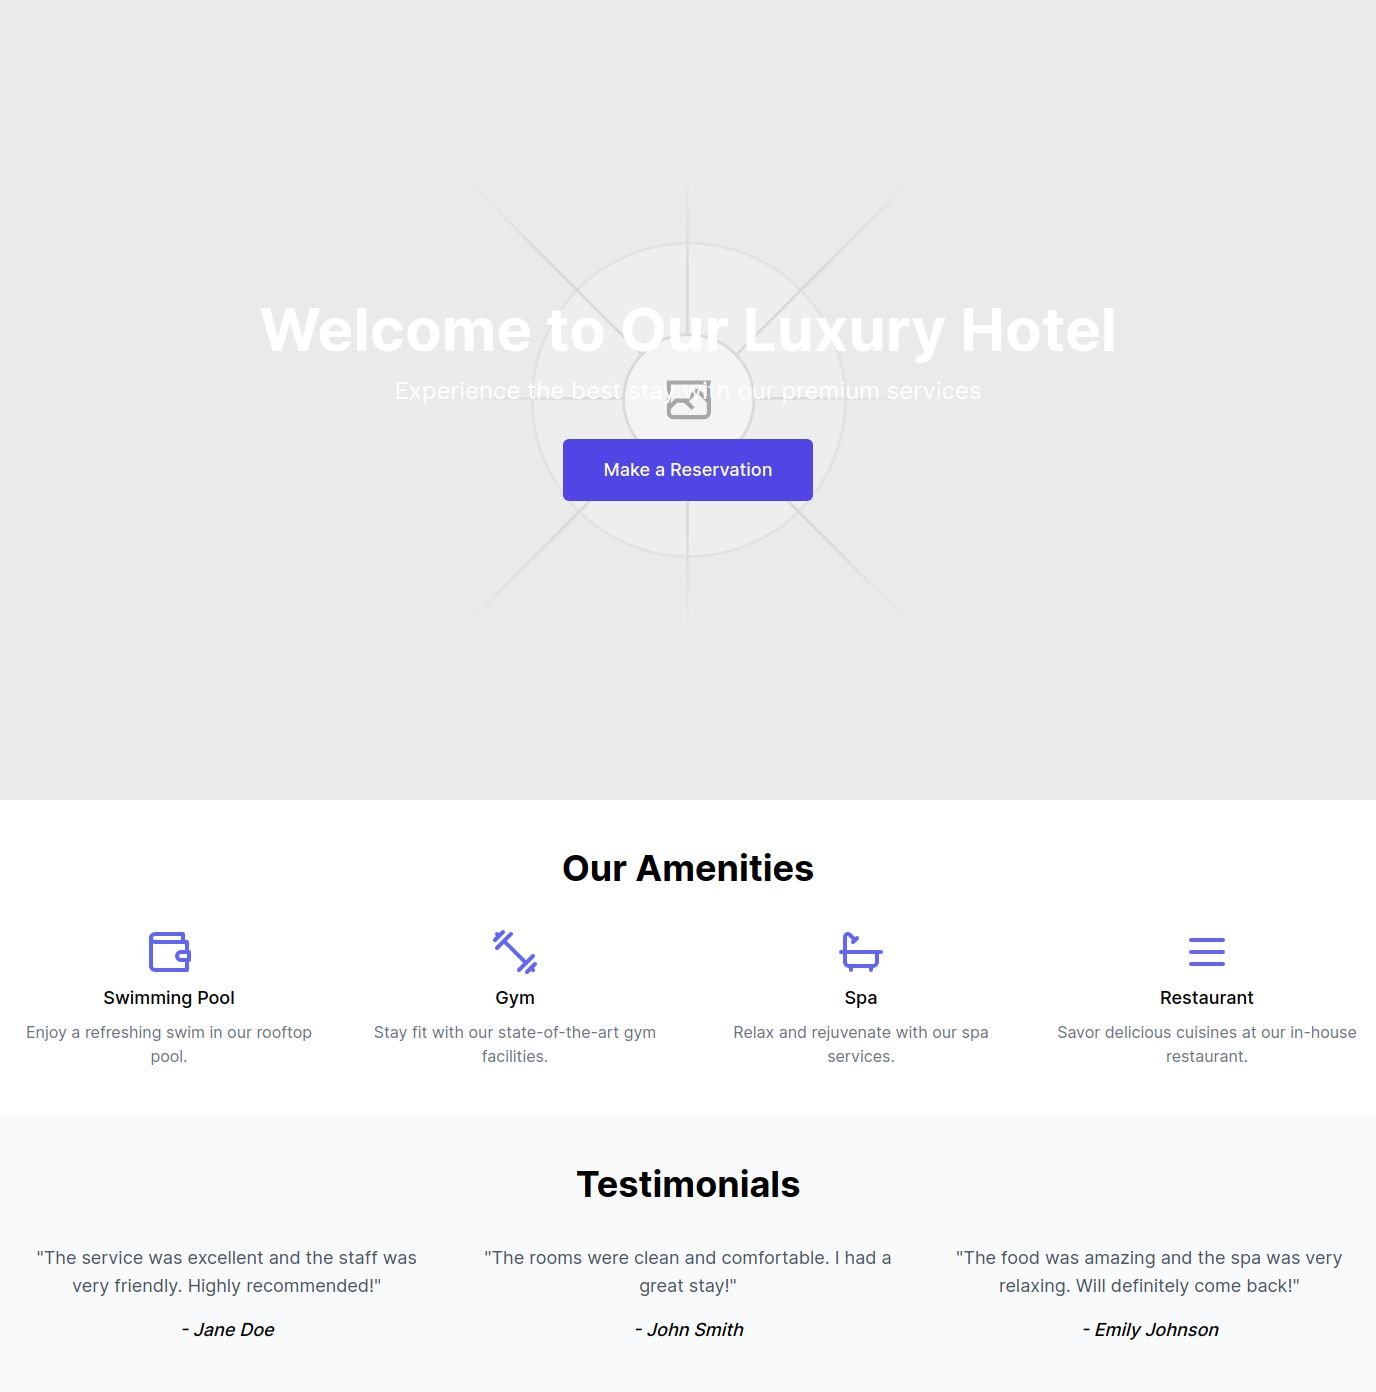 Welcome to Our Luxury Hotel
Experience the best stay with our premium services
Make a Reservation
Our Amenities
Swimming Pool
Enjoy a refreshing swim in our rooftop
pool.
Gym
Stay fit with our state-of-the-art gym
facilities.
Spa
Relax and rejuvenate with our spa
services.
Restaurant
Savor delicious cuisines at our in-house
restaurant.
Testimonials
"The service was excellent and the staff was
very friendly. Highly recommended!"
- Jane Doe
"The rooms were clean and comfortable. I had a
great stay!"
- John Smith
"The food was amazing and the spa was very
relaxing. Will definitely come back!"
- Emily Johnson